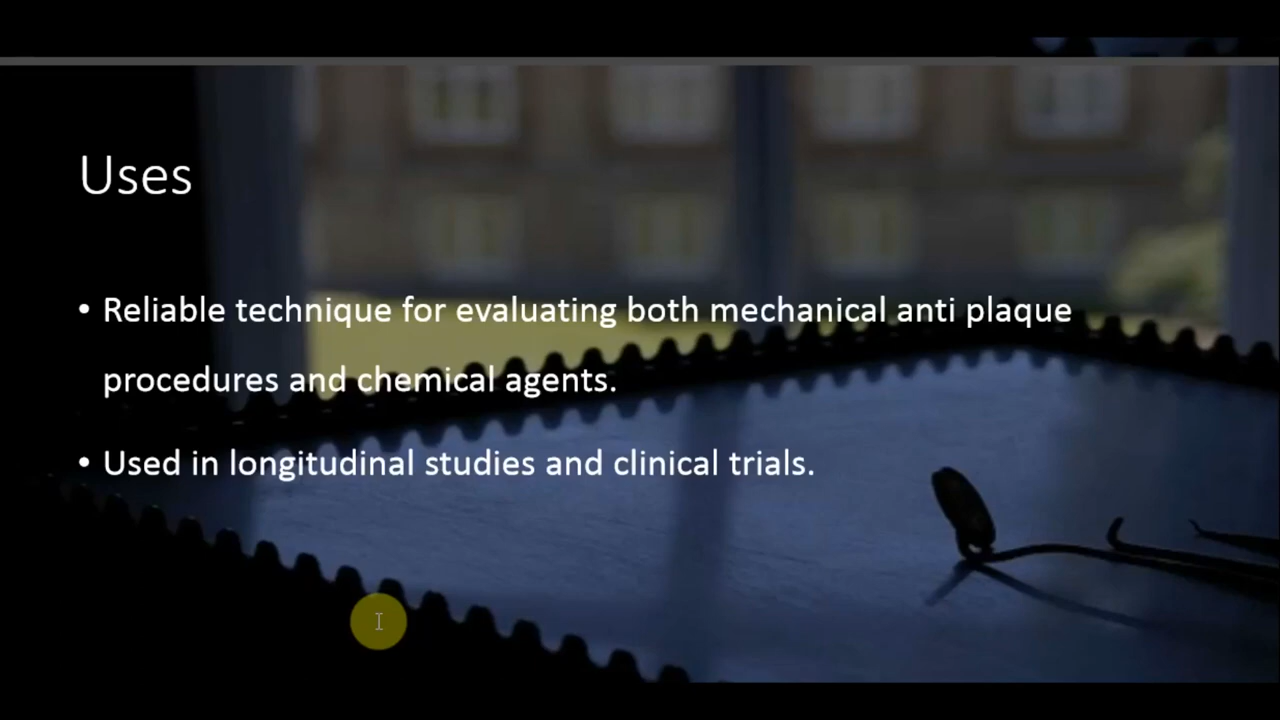 Uses
• Reliable technique for evaluating both mechanical anti plaque
procedures and chemical agents.
• Used in longitudinal studies and clinical trials.